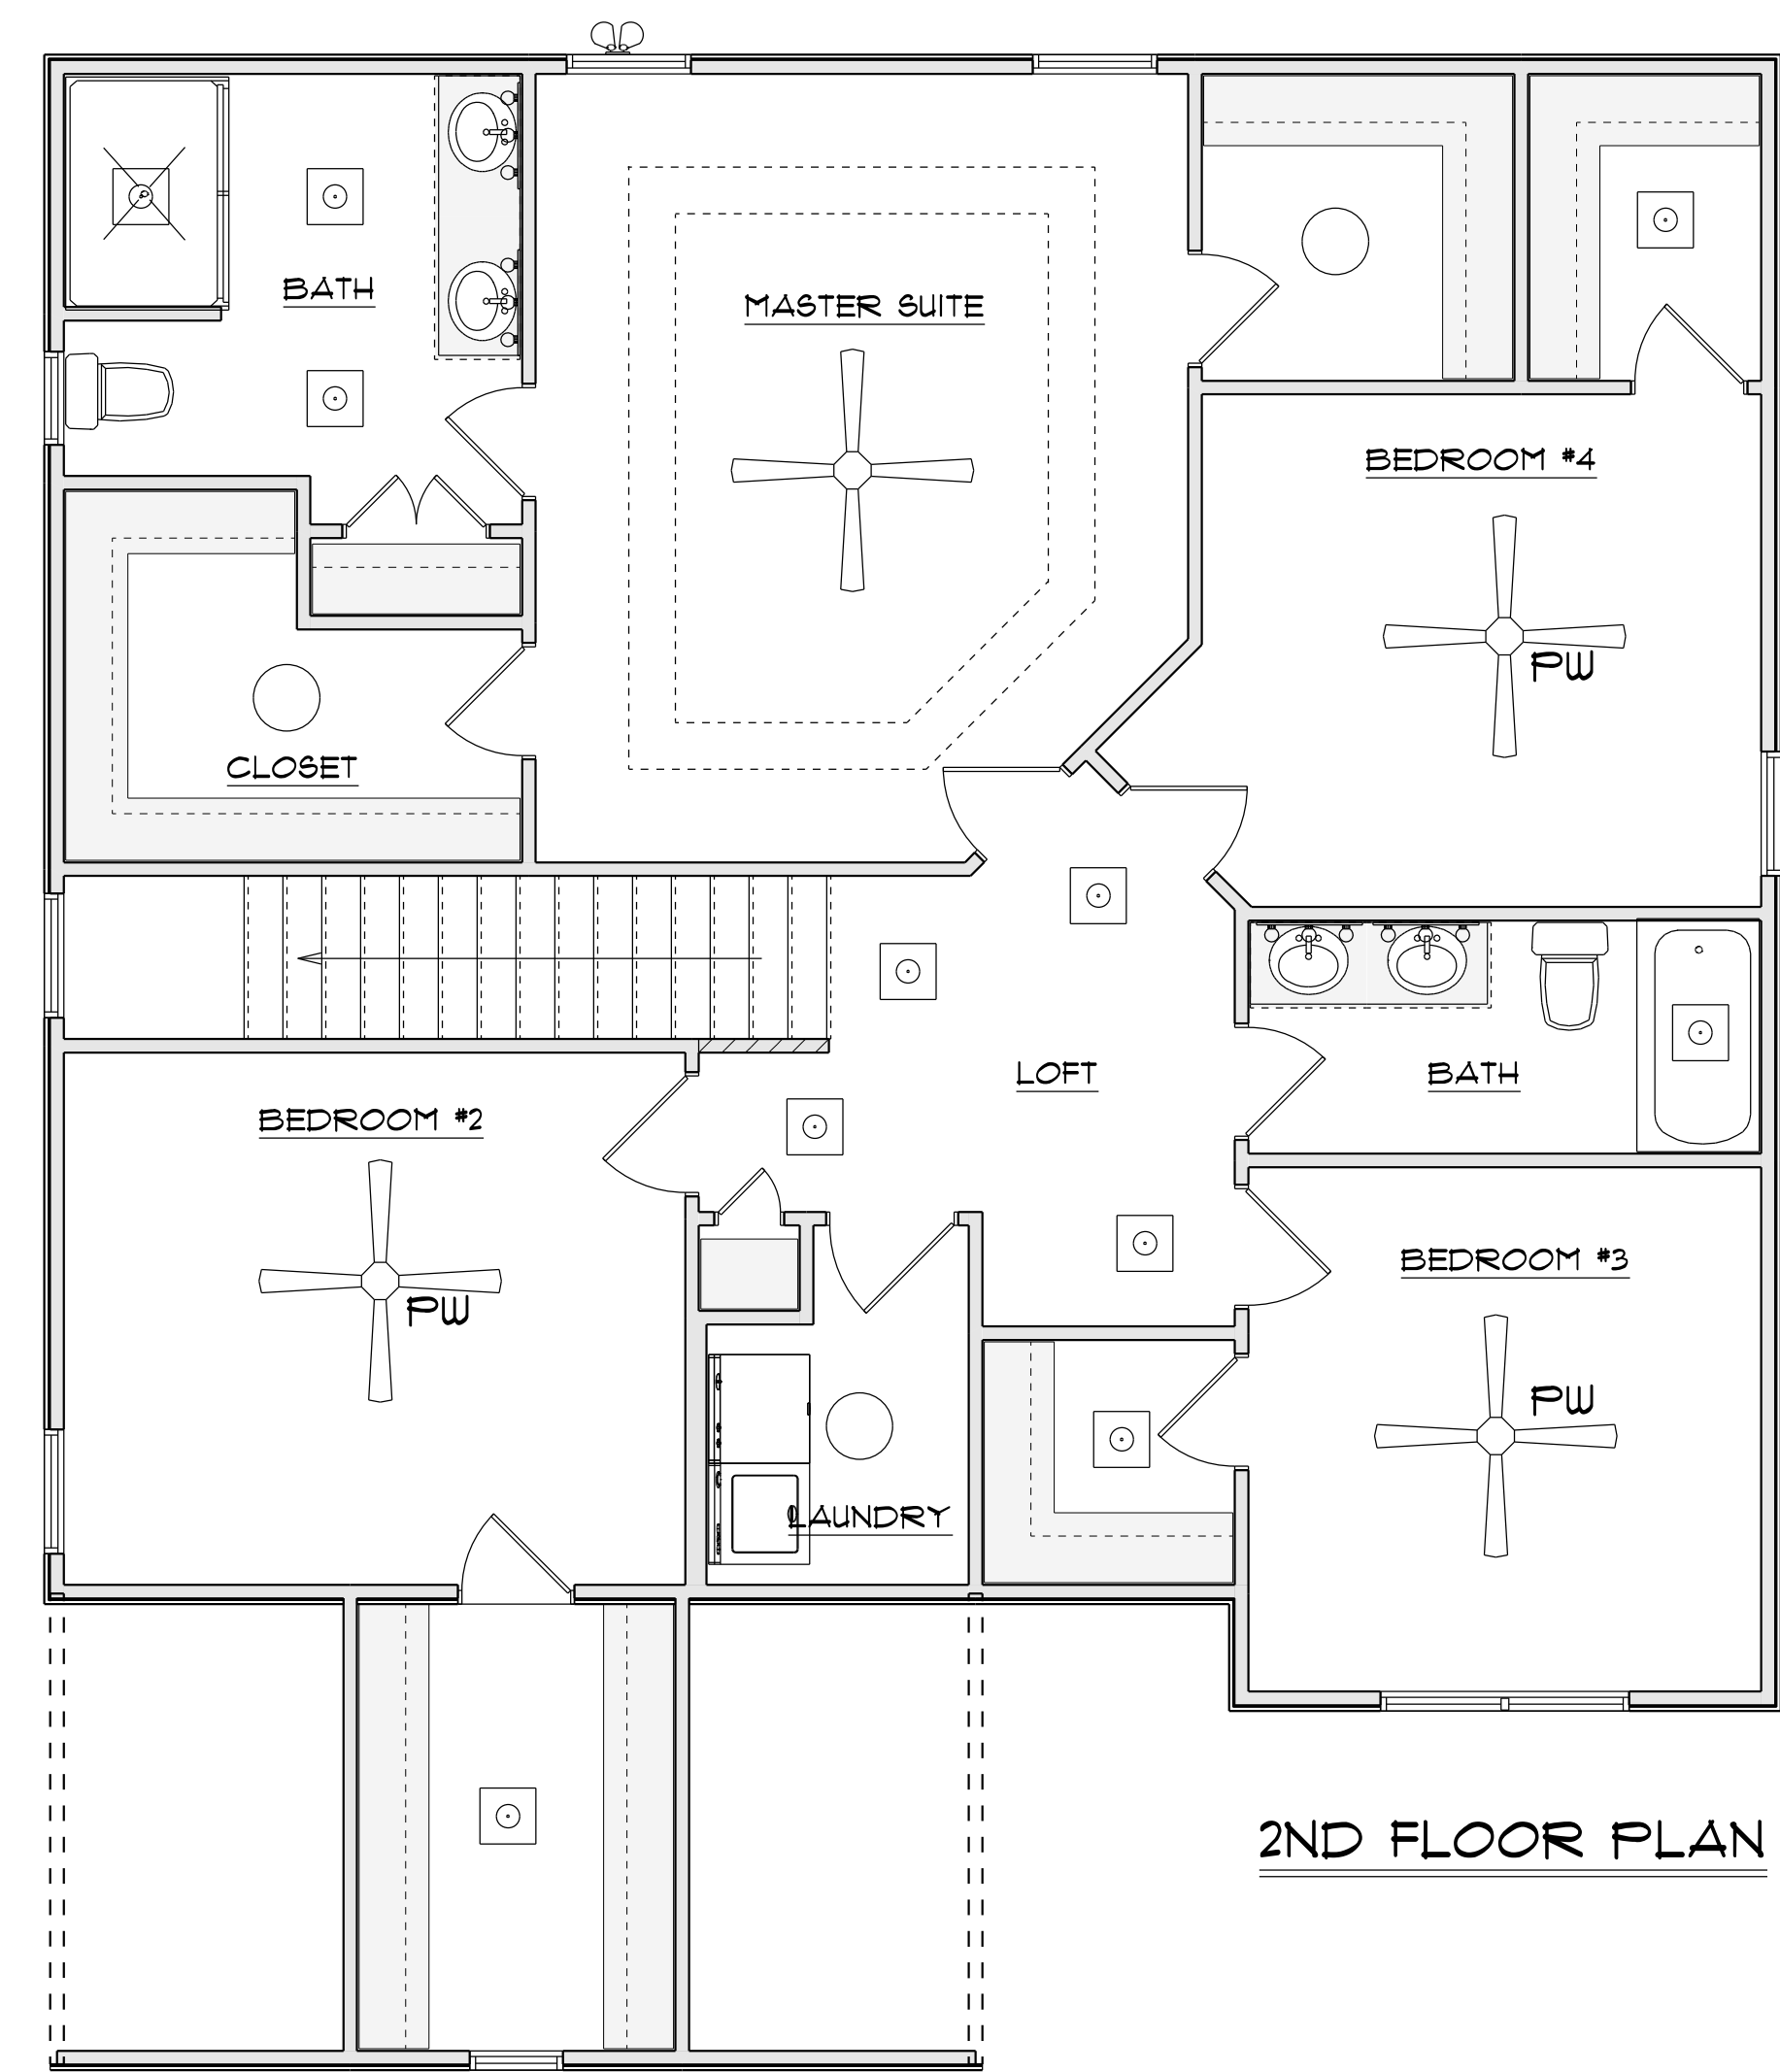 BATH
MASTER SUITE
BEDROOM #4
PW
CLOSET
LOFT
BATH
BEDROOM #2
PW
BEDROOM #3
PW
LAUNDRY
2ND FLOOR PLAN